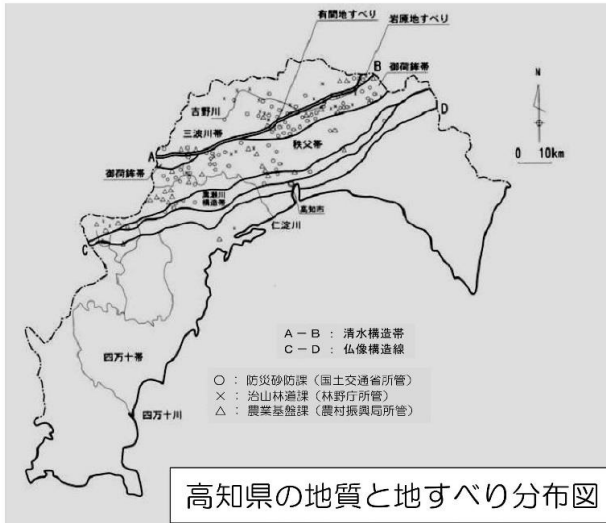 有間地すべり
岩原地すべり
B
御荷鉾帯
D
N
吉野川
三波川帯
秩父帯
A
0 10km
御荷鉾帯
黒瀬川
構造帯
高知市
仁淀川
C
A－B：清水構造帯
C－D：仏像構造線
四万十帯
○：防災砂防課（国土交通省所管）
×：治山林道課（林野庁所管）
△：農業基盤課（農村振興局所管）
四万十川
高知県の地質と地すべり分布図